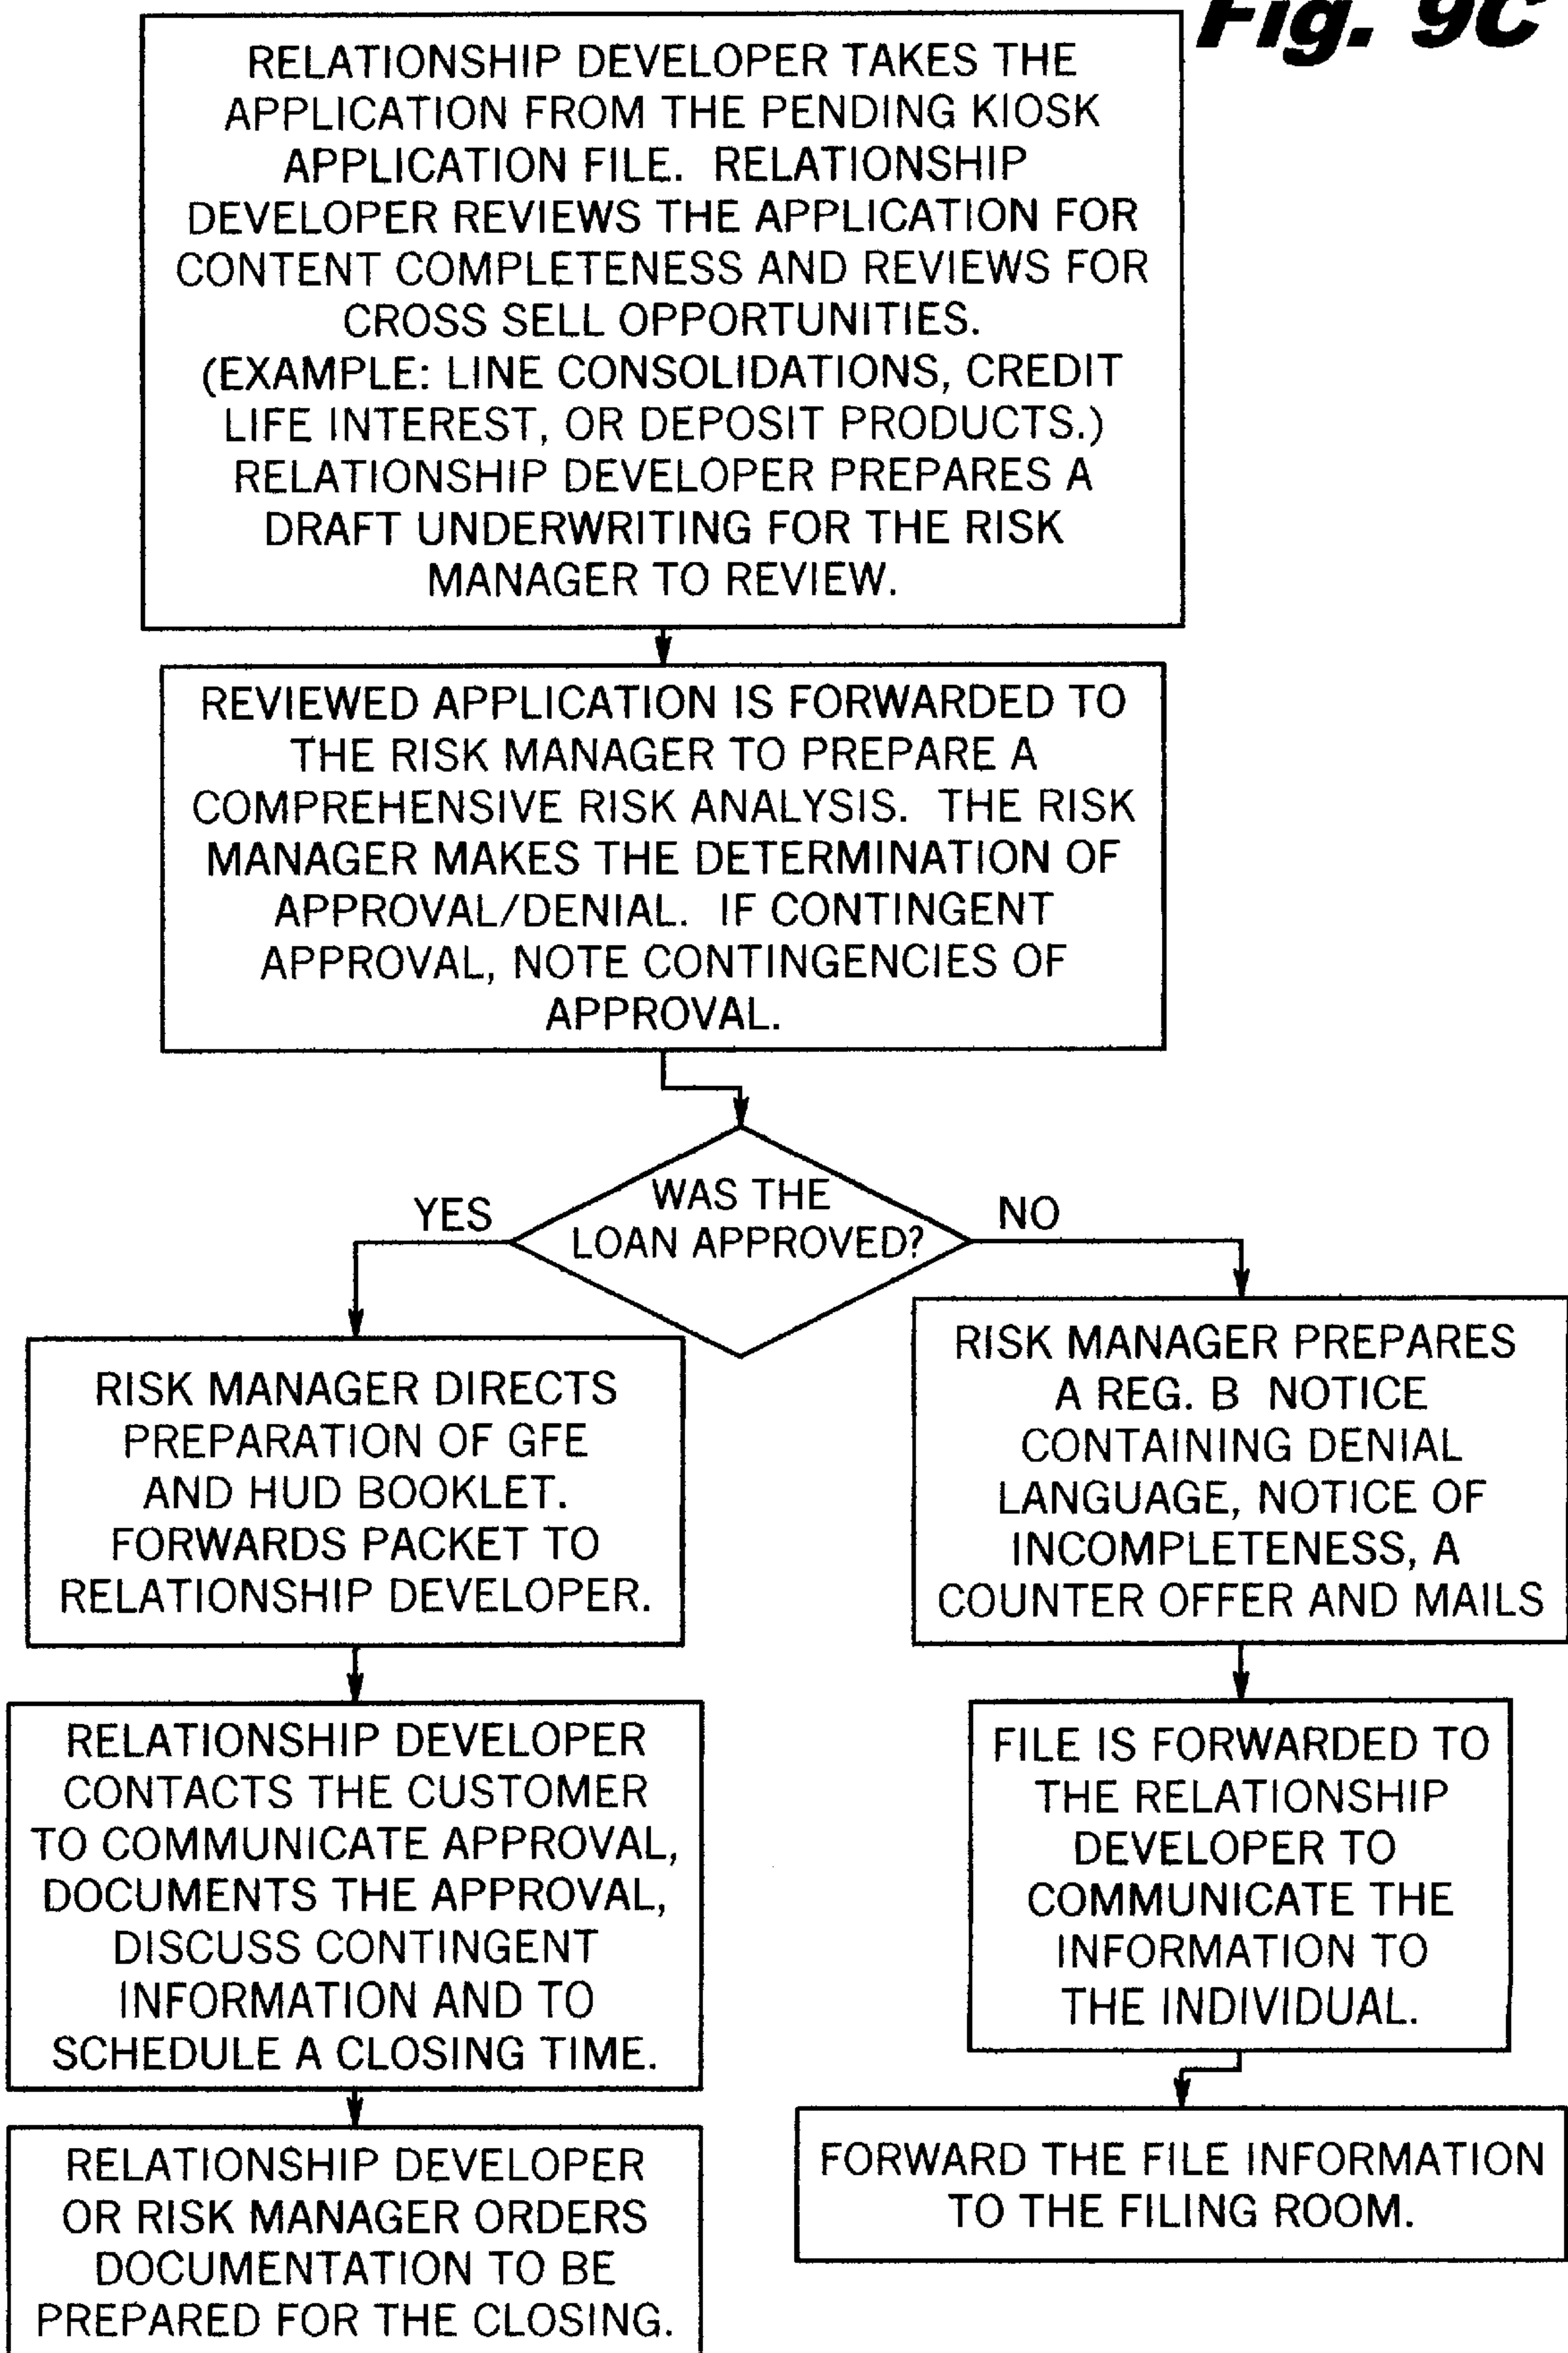 Fig. 9C
RELATIONSHIP DEVELOPER TAKES THE
APPLICATION FROM THE PENDING KIOSK
APPLICATION FILE. RELATIONSHIP
DEVELOPER REVIEWS THE APPLICATION FOR
CONTENT COMPLETENESS AND REVIEWS FOR
CROSS SELL OPPORTUNITIES.
(EXAMPLE: LINE CONSOLIDATIONS, CREDIT
LIFE INTEREST, OR DEPOSIT PRODUCTS.)
RELATIONSHIP DEVELOPER PREPARES A
DRAFT UNDERWRITING FOR THE RISK
MANAGER TO REVIEW.
REVIEWED APPLICATION IS FORWARDED TO
THE RISK MANAGER TO PREPARE A
COMPREHENSIVE RISK ANALYSIS. THE RISK
MANAGER MAKES THE DETERMINATION OF
APPROVAL/DENIAL. IF CONTINGENT
APPROVAL, NOTE CONTINGENCIES OF
APPROVAL.
WAS THE
LOAN APPROVED?
YES
NO
RISK MANAGER DIRECTS
PREPARATION OF GFE
AND HUD BOOKLET.
FORWARDS PACKET TO
RELATIONSHIP DEVELOPER.
RELATIONSHIP DEVELOPER
CONTACTS THE CUSTOMER
TO COMMUNICATE APPROVAL,
DOCUMENTS THE APPROVAL,
DISCUSS CONTINGENT
INFORMATION AND TO
SCHEDULE A CLOSING TIME.
RELATIONSHIP DEVELOPER
OR RISK MANAGER ORDERS
DOCUMENTATION TO BE
PREPARED FOR THE CLOSING.
RISK MANAGER PREPARES
A REG. B NOTICE
CONTAINING DENIAL
LANGUAGE, NOTICE OF
INCOMPLETENESS, A
COUNTER OFFER AND MAILS
FILE IS FORWARDED TO
THE RELATIONSHIP
DEVELOPER TO
COMMUNICATE THE
INFORMATION TO
THE INDIVIDUAL.
FORWARD THE FILE INFORMATION
TO THE FILING ROOM.